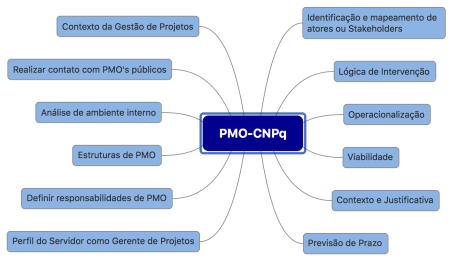 Contexto da Gestão de Projetos
Realizar contato com PMO's públicos
Análise de ambiente interno
Estruturas de PMO
Definir responsabilidades de PMO
Perfil do Servidor como Gerente de Projetos
PMO-CNPq
Identificação e mapeamento de
atores ou Stakeholders
Lógica de Intervenção
Operacionalização
Viabilidade
Contexto e Justificativa
Previsão de Prazo